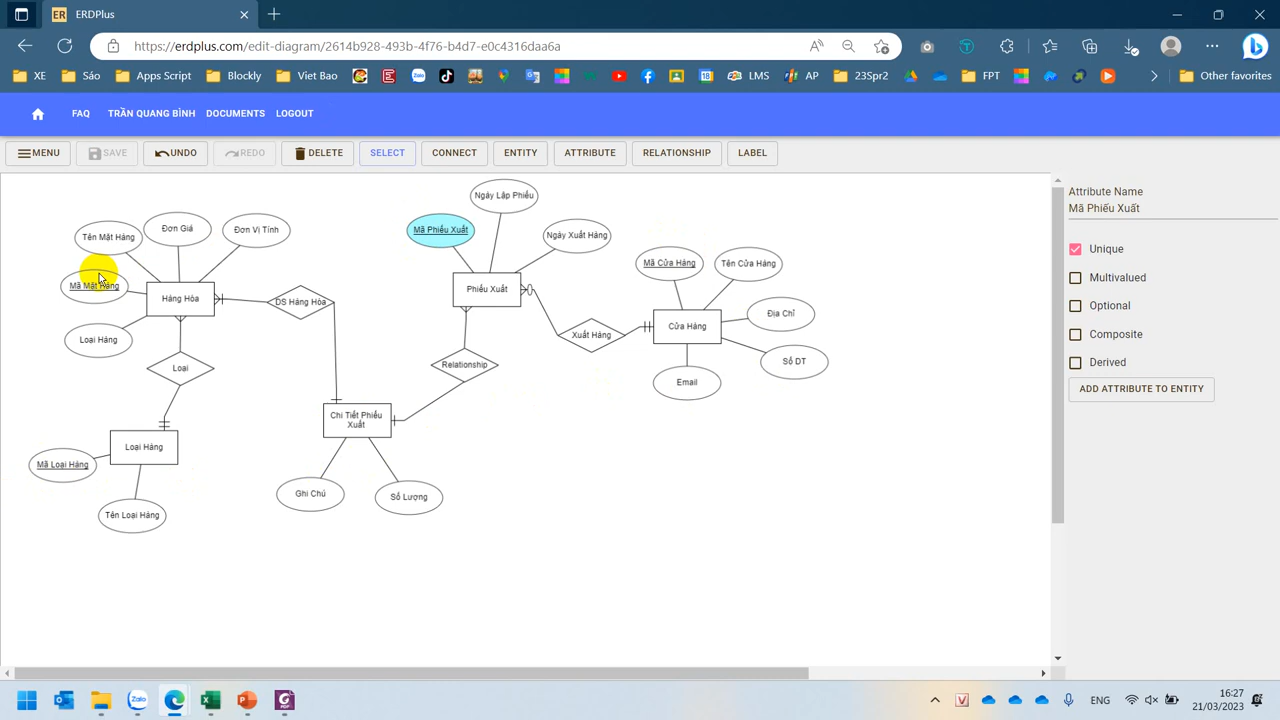 ERDPlus
https://erdplus.com/edit-diagram/2614b928-493b-4f76-b4d7-e0c4316daa6a
XE Sáo Apps Script Blockly Viet Bao LMS AP 23Spr2 FPT Other favorites
FAQ TRẦN QUANG BÌNH DOCUMENTS LOGOUT
MENU SAVE UNDO REDO DELETE SELECT CONNECT ENTITY ATTRIBUTE RELATIONSHIP LABEL
Tên Mặt Hàng
Đơn Giá
Đơn Vị Tính
Mã Mặt Hàng
Hàng Hóa
DS Hàng Hòa
Loại Hàng
Loại
Loại Hàng
Mã Loại Hàng
Tên Loại Hàng
Ngày Lập Phiếu
Mã Phiếu Xuất
Ngày Xuất Hàng
Phiếu Xuất
Relationship
Xuất Hàng
Chi Tiết Phiếu
Xuất
Ghi Chú
Số Lượng
Mã Cửa Hàng
Tên Cửa Hàng
Cửa Hàng
Địa Chỉ
Số DT
Email
Attribute Name
Mã Phiếu Xuất
Unique
Multivalued
Optional
Composite
Derived
ADD ATTRIBUTE TO ENTITY
ENG
16:27
21/03/2023